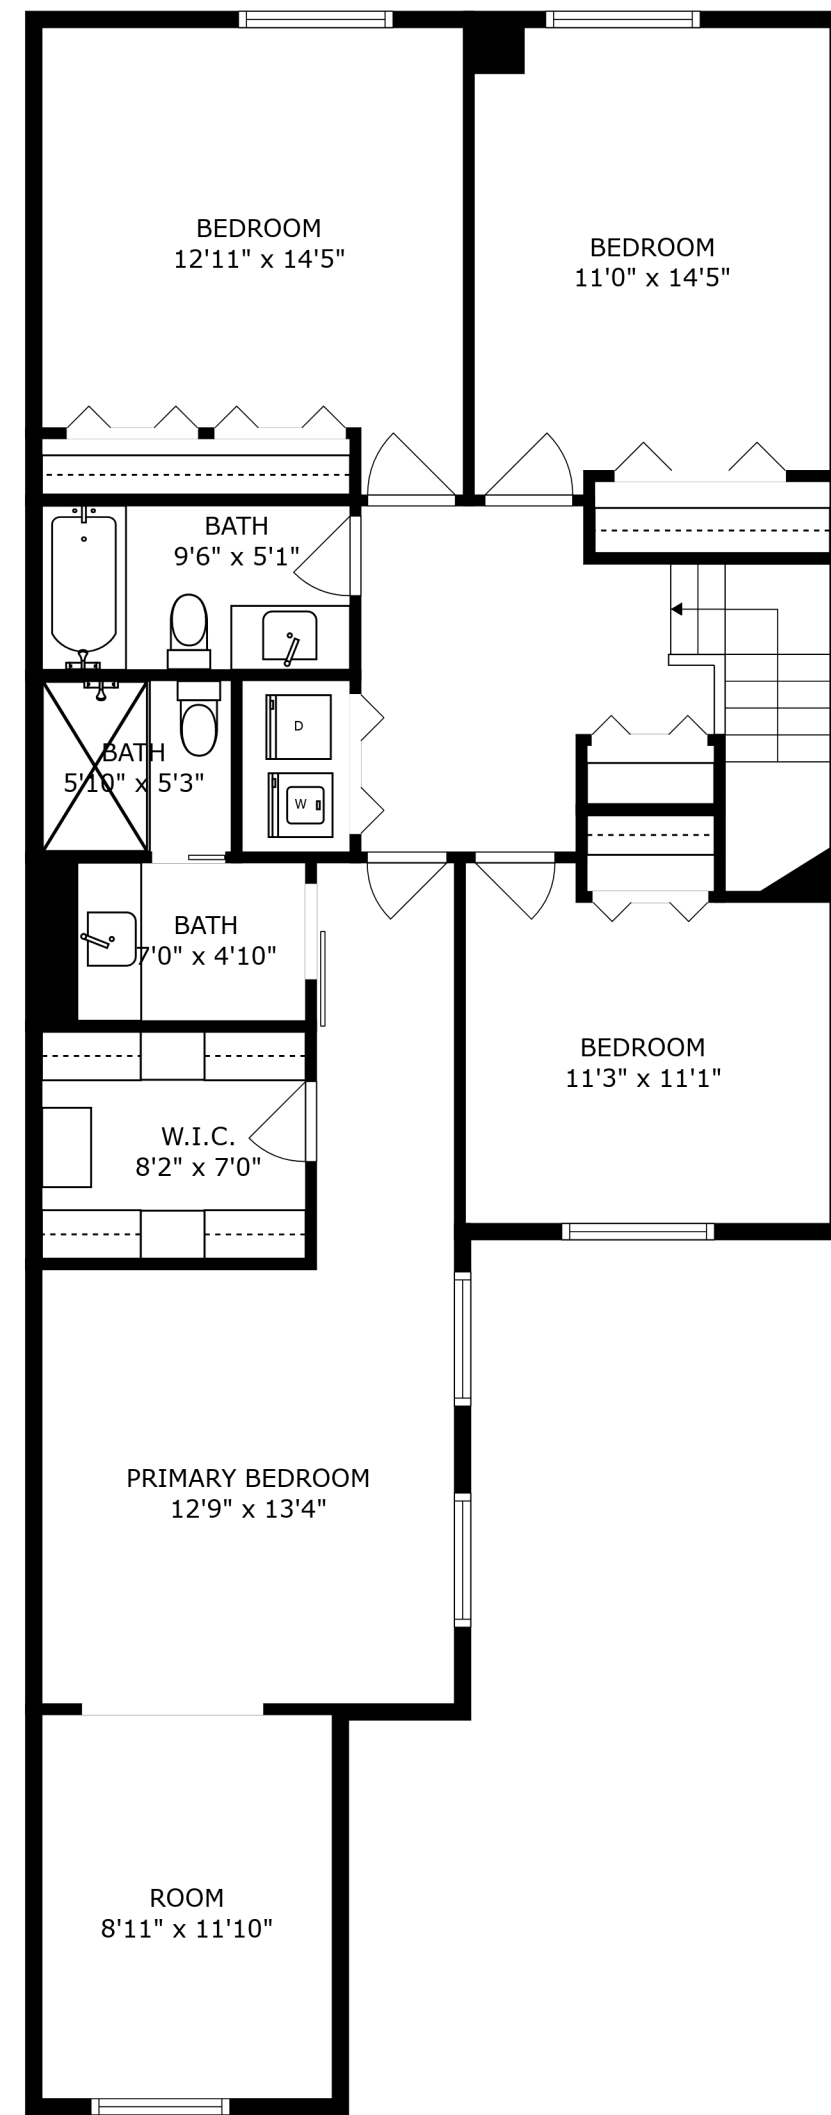 BEDROOM
12'11" x 14'5"
BEDROOM
11'0" x 14'5"
BATH
9'6" x 5'1"
D
BATH
5'10" x 5'3"
W
BATH
7'0" x 4'10"
BEDROOM
11'3" x 11'1"
W.I.C.
8'2" x 7'0"
PRIMARY BEDROOM
12'9" x 13'4"
ROOM
8'11" x 11'10"